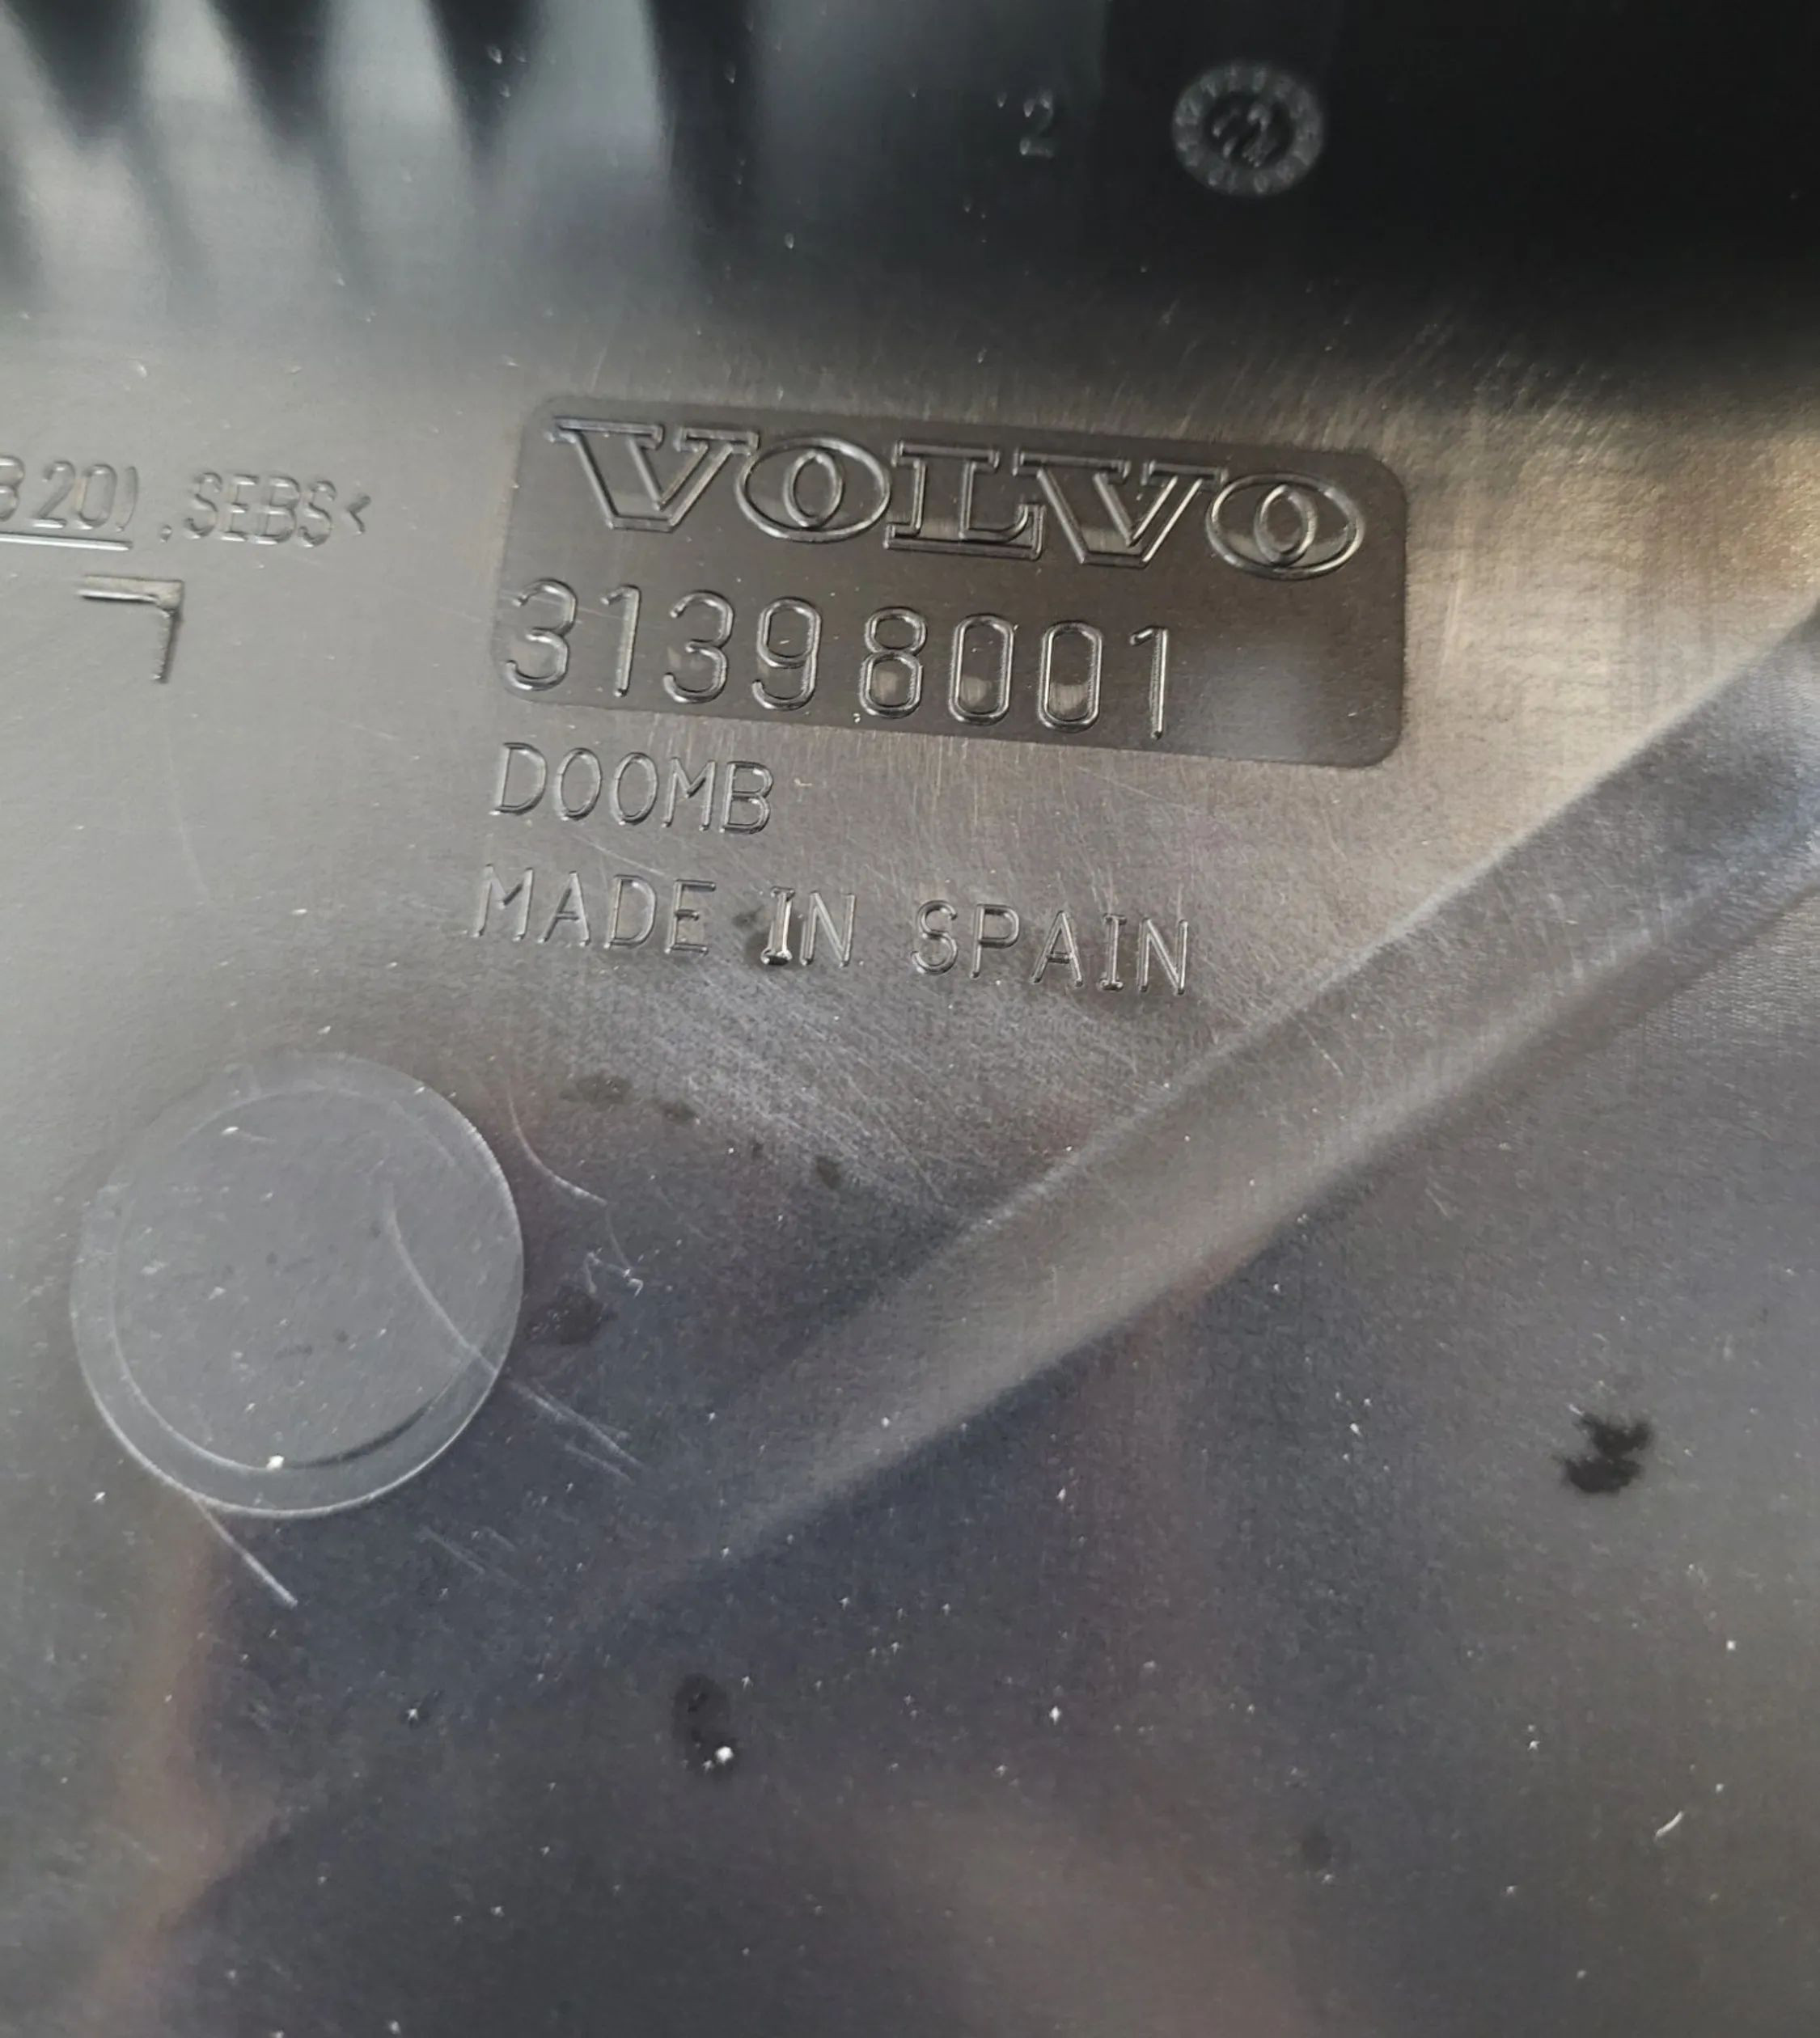 2
B20) .SEBS<
VOLVO
31398001
D00MB
MADE IN SPAIN